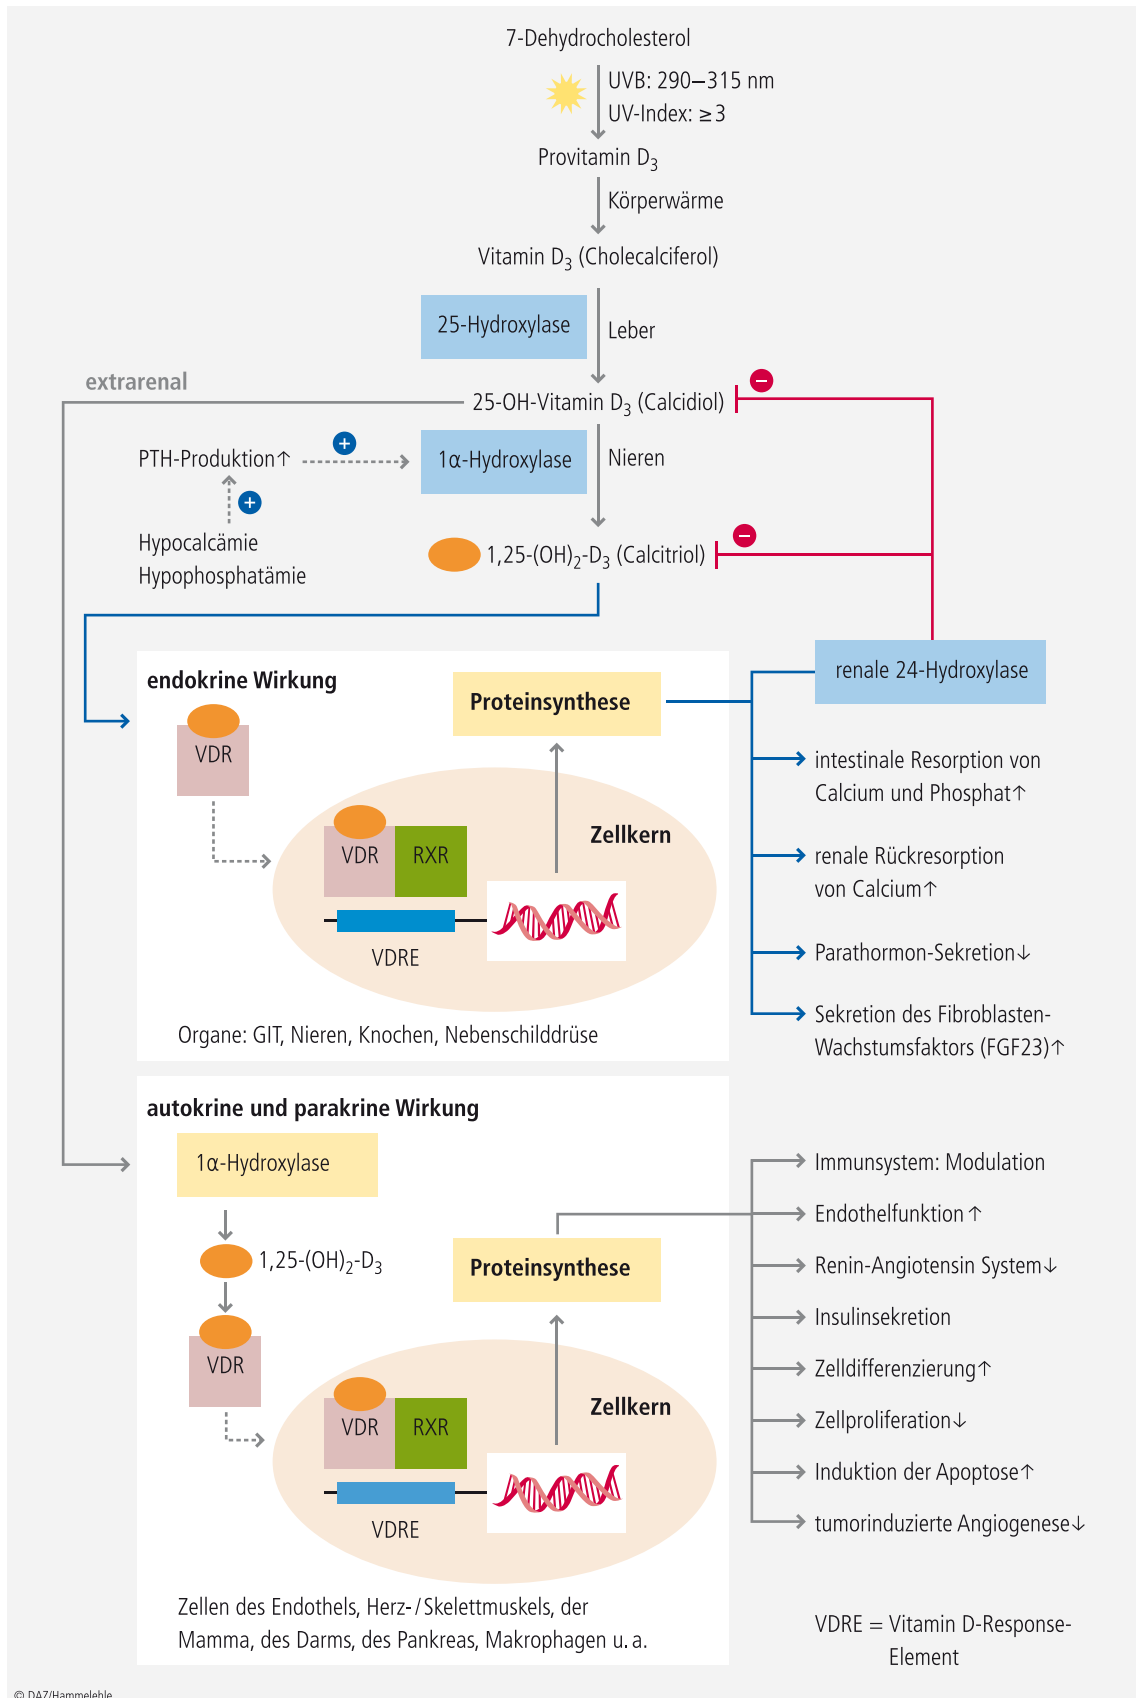 7-Dehydrocholesterol
UVB: 290–315 nm
UV-Index: ≥3
Provitamin D₃
Körperwärme
Vitamin D₃ (Cholecalciferol)
25-Hydroxylase
Leber
extrarenal
25-OH-Vitamin D₃ (Calcidiol)
PTH-Produktion↑
1α-Hydroxylase
Nieren
Hypocalcämie
Hypophosphatämie
1,25-(OH)₂-D₃ (Calcitriol)
renale 24-Hydroxylase
endokrine Wirkung
Proteinsynthese
VDR
intestinale Resorption von
Calcium und Phosphat↑
Zellkern
VDR
RXR
renale Rückresorption
von Calcium↑
VDRE
Parathormon-Sekretion↓
Sekretion des Fibroblasten-
Wachstumsfaktors (FGF23)↑
Organe: GIT, Nieren, Knochen, Nebenschilddrüse
autokrine und parakrine Wirkung
1α-Hydroxylase
1,25-(OH)₂-D₃
Proteinsynthese
VDR
Zellkern
VDR
RXR
VDRE
Immunsystem: Modulation
Endothelfunktion↑
Renin-Angiotensin System↓
Insulinsekretion
Zelldifferenzierung↑
Zellproliferation↓
Induktion der Apoptose↑
tumorinduzierte Angiogenese↓
Zellen des Endothels, Herz-/Skelettmuskels, der
Mamma, des Darms, des Pankreas, Makrophagen u. a.
VDRE = Vitamin D-Response-
Element
© DAZ/Hammelehle